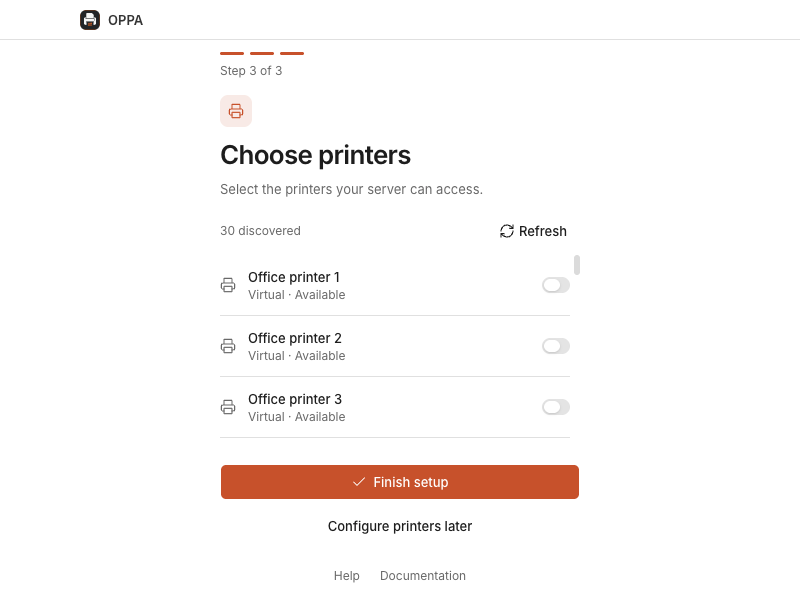 OPPA
Step 3 of 3
Choose printers
Select the printers your server can access.
30 discovered
Refresh
Office printer 1
Virtual · Available
Office printer 2
Virtual · Available
Office printer 3
Virtual · Available
Finish setup
Configure printers later
Help
Documentation